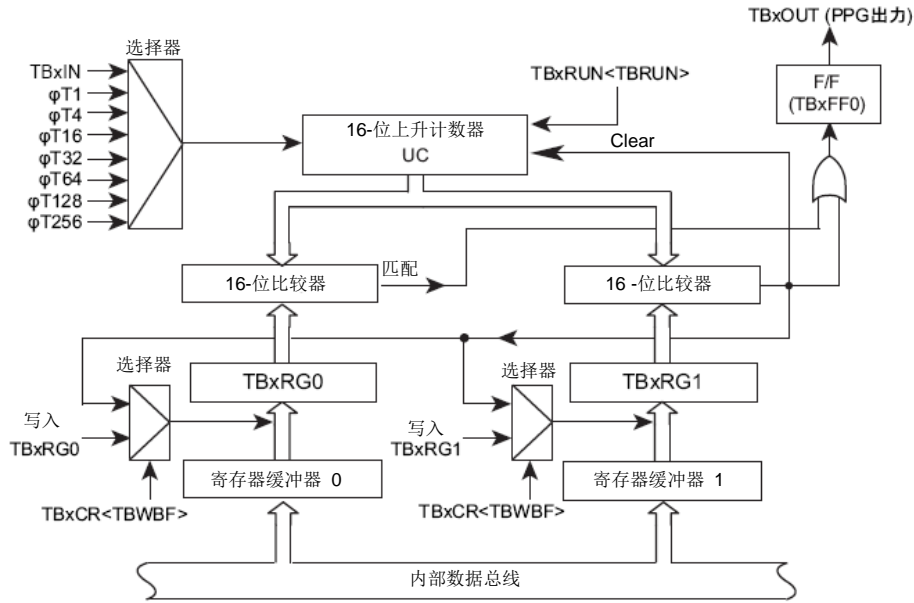 TBxOUT (PPG出力)
选择器
TBxIN
φT1
φT4
φT16
φT32
φT64
φT128
φT256
TBxRUN<TBRUN>
F/F
(TBxFF0)
16-位上升计数器
UC
Clear
16-位比较器
匹配
16 -位比较器
选择器
TBxRG0
选择器
TBxRG1
写入
TBxRG0
写入
TBxRG1
寄存器缓冲器 0
寄存器缓冲器 1
TBxCR<TBWBF>
TBxCR<TBWBF>
内部数据总线